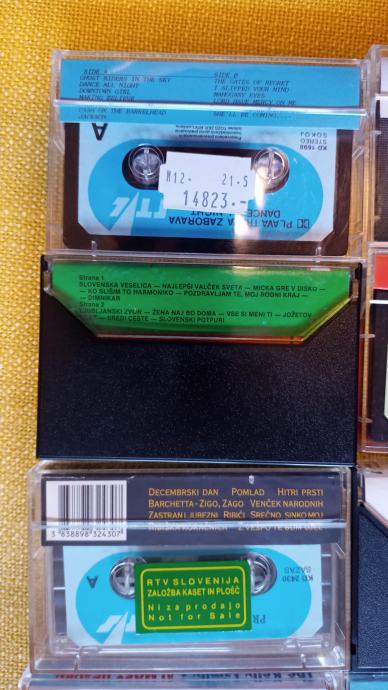 SIDE A
SIDE B
GHOST RIDERS IN THE SKY
THE GATES OF REGRET
DANCE ALL NIGHT
I SLIPPED YOUR MIND
DOWNTOWN GIRL
MAHOGANY EYES
MAKING BELIEVE
LORD HAVE MERCY ON ME
CASH ON THE BARRELHEAD
SHE'LL BE COMING....
JACKSON
A
KD 1698
STEREO
SOKOJ
M12. 21.5
14823.-
PLAVA TRAVA ZABORAVA
DANCE ALL NIGHT
Strana 1
SLOVENSKA VESELICA — NAJLEPŠI VALČEK SVETA — MICKA GRE V DISKO —
— KO SLIŠIM TO HARMONIKO — POZDRAVLJAM TE, MOJ RODNI KRAJ —
— DIMNIKAR
Strana 2
LJUBLJANSKI ZVON — ŽENA NAJ BO DOMA — VSE SI MENI TI — JOŽETOV
— SREDI CESTE — SLOVENSKI POTPURI
DECEMBRSKI DAN POMLAD HITRI PRSTI
BARCHETTA - ŽIGO, ŽAGO VENČEK NARODNIH
ZASTRAN LJUBEZNI RIBIČI SREČNO, SINKO MOJ
3 838898 324307
A
KD 2430
SAZAS
RTV SLOVENIJA
ZALOŽBA KASET IN PLOŠČ
Ni za prodajo
Not for Sale